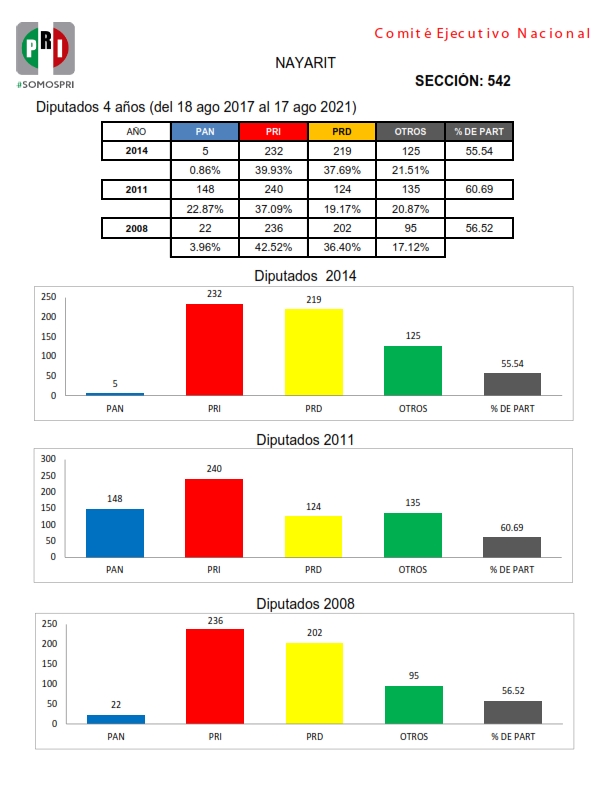 Comité Ejecutivo Nacional
PRI
#SOMOSPRI
NAYARIT
SECCIÓN: 542
Diputados 4 años (del 18 ago 2017 al 17 ago 2021)
AÑO PAN PRI PRD OTROS % DE PART
2014 5 232 219 125 55.54
0.86% 39.93% 37.69% 21.51%
2011 148 240 124 135 60.69
22.87% 37.09% 19.17% 20.87%
2008 22 236 202 95 56.52
3.96% 42.52% 36.40% 17.12%
Diputados 2014
250
200
150
100
50
0
5 232 219 125 55.54
PAN PRI PRD OTROS % DE PART
Diputados 2011
300
250
200
150
100
50
0
148 240 124 135 60.69
PAN PRI PRD OTROS % DE PART
Diputados 2008
250
200
150
100
50
0
22 236 202 95 56.52
PAN PRI PRD OTROS % DE PART